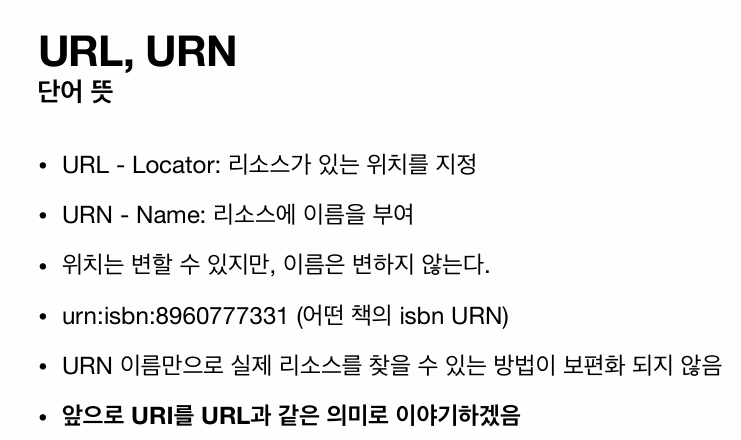 URL, URN
단어 뜻
• URL - Locator: 리소스가 있는 위치를 지정
• URN - Name: 리소스에 이름을 부여
• 위치는 변할 수 있지만, 이름은 변하지 않는다.
• urn:isbn:8960777331 (어떤 책의 isbn URN)
• URN 이름만으로 실제 리소스를 찾을 수 있는 방법이 보편화 되지 않음
• 앞으로 URI를 URL과 같은 의미로 이야기하겠음